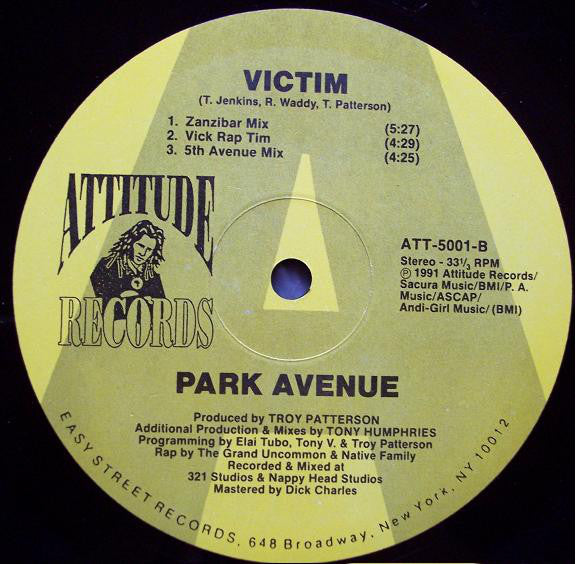 VICTIM
(T. Jenkins, R. Waddy, T. Patterson)
1. Zanzibar Mix (5:27)
2. Vick Rap Tim (4:29)
3. 5th Avenue Mix (4:25)
ATTITUDE
RECORDS
ATT-5001-B
Stereo - 33⅓ RPM
Ⓟ 1991 Attitude Records/
Sacura Music/BMI/P. A.
Music/ASCAP/
Andi-Girl Music/(BMI)
PARK AVENUE
Produced by TROY PATTERSON
Additional Production & Mixes by TONY HUMPHRIES
Programming by Elai Tubo, Tony V. & Troy Patterson
Rap by The Grand Uncommon & Native Family
Recorded & Mixed at
321 Studios & Nappy Head Studios
Mastered by Dick Charles
EASY STREET RECORDS, 648 Broadway, New York, NY 10012